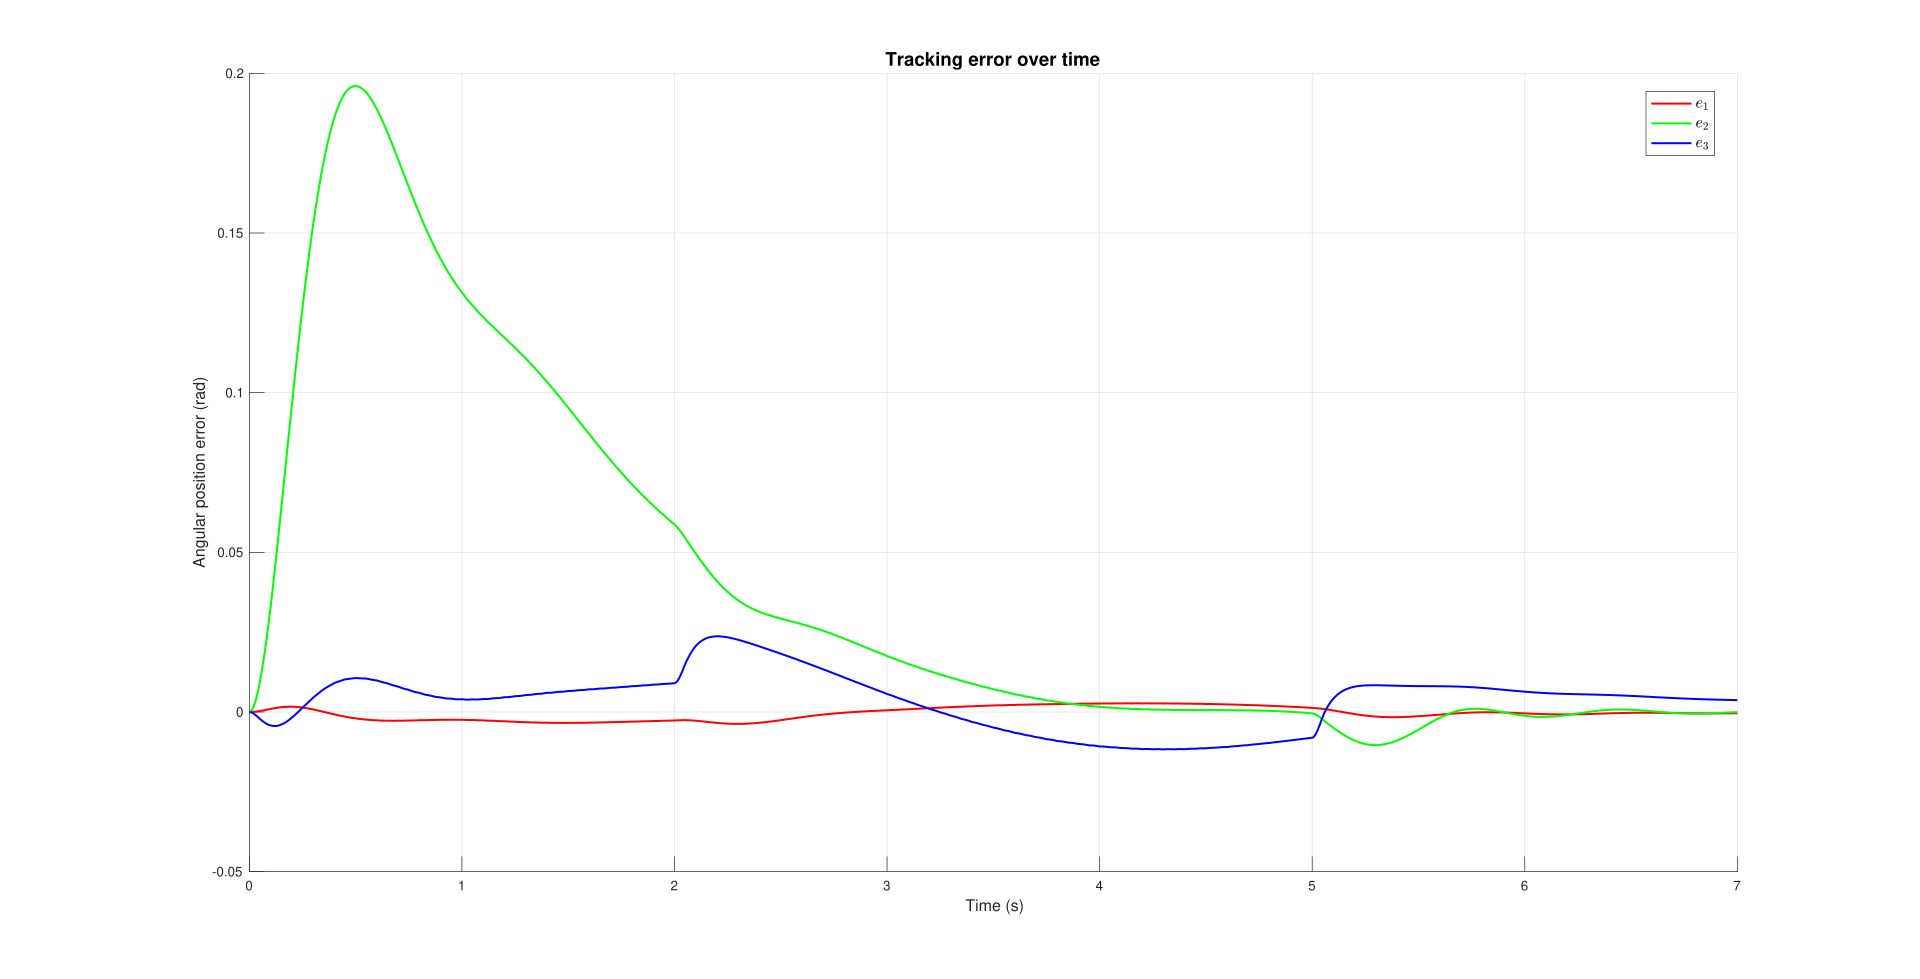 Tracking error over time
0.2
0.15
0.1
0.05
0
-0.05
Angular position error (rad)
e₁
e₂
e₃
0 1 2 3 4 5 6 7
Time (s)